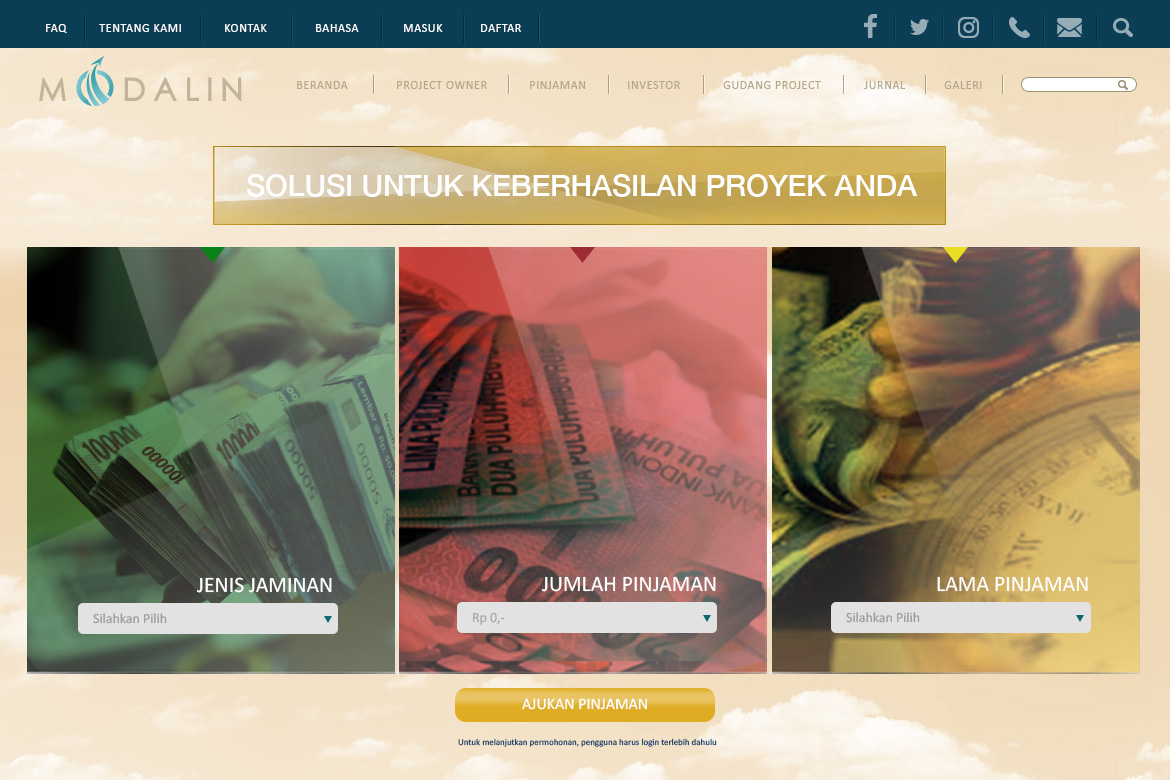 FAQ TENTANG KAMI KONTAK BAHASA MASUK DAFTAR
MODALIN BERANDA PROJECT OWNER PINJAMAN INVESTOR GUDANG PROJECT JURNAL GALERI
SOLUSI UNTUK KEBERHASILAN PROYEK ANDA
JENIS JAMINAN
Silahkan Pilih
JUMLAH PINJAMAN
Rp 0,-
LAMA PINJAMAN
Silahkan Pilih
AJUKAN PINJAMAN
Untuk melanjutkan permohonan, pengguna harus login terlebih dahulu